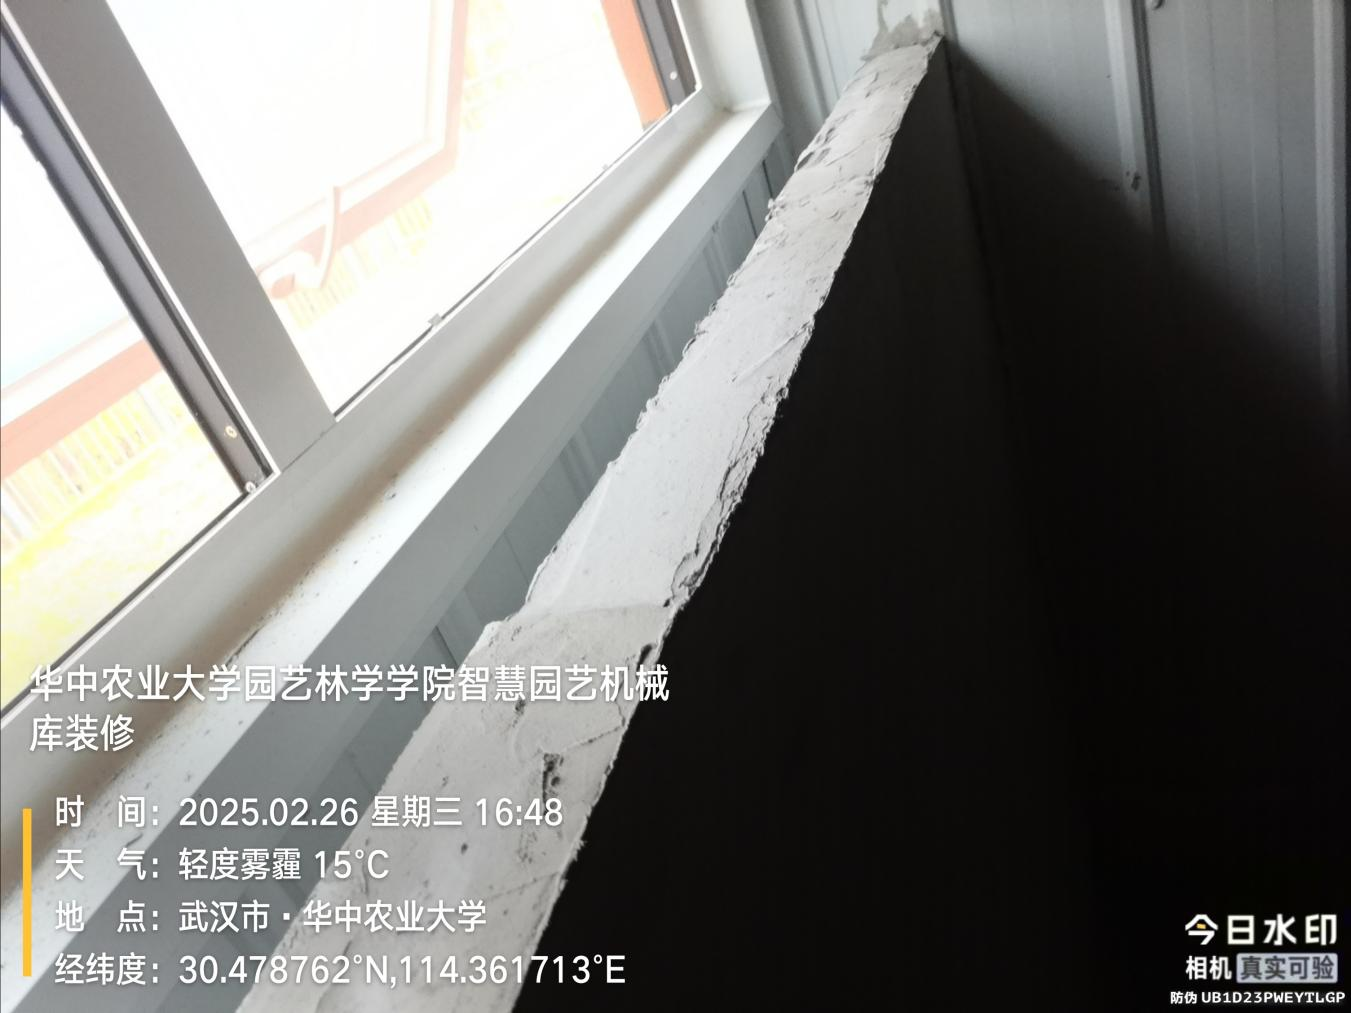 华中农业大学园艺林学学院智慧园艺机械
库装修
时 间：2025.02.26 星期三 16:48
天 气：轻度雾霾 15℃
地 点：武汉市·华中农业大学
经纬度：30.478762°N,114.361713°E
今日水印
相机 真实可验
防伪 UB1D23PWEYTLGP